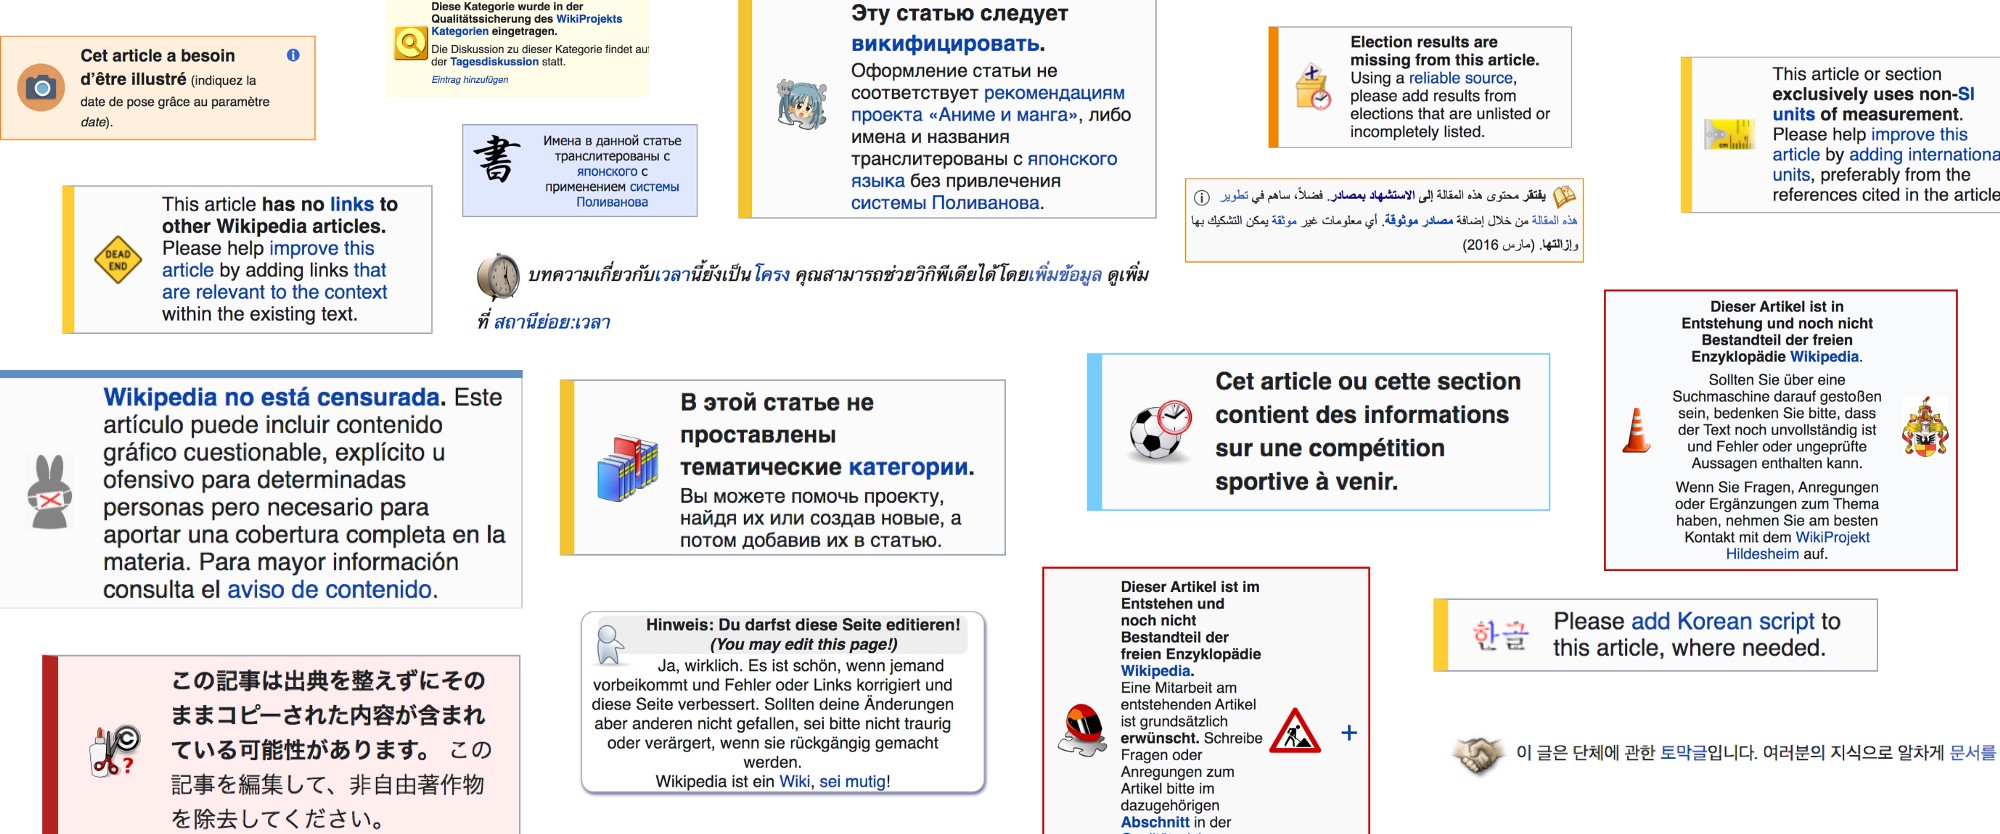 Cet article a besoin
d’être illustré (indiquez la
date de pose grâce au paramètre
date).
Diese Kategorie wurde in der
Qualitätssicherung des WikiProjekts
Kategorien eingetragen.
Die Diskussion zu dieser Kategorie findet auf
der Tagesdiskussion statt.
Eintrag hinzufügen
Эту статью следует
викифицировать.
Оформление статьи не
соответствует рекомендациям
проекта «Аниме и манга», либо
имена и названия
транслитерованы с японского
языка без привлечения
системы Поливанова.
Election results are
missing from this article.
Using a reliable source,
please add results from
elections that are unlisted or
incompletely listed.
This article or section
exclusively uses non-SI
units of measurement.
Please help improve this
article by adding internationa
units, preferably from the
references cited in the article
書
Имена в данной статье
транслитерованы с
японского с
применением системы
Поливанова
DEAD
END
This article has no links to
other Wikipedia articles.
Please help improve this
article by adding links that
are relevant to the context
within the existing text.
يفتقر محتوى هذه المقالة إلى الاستشهاد بمصادر. فضلاً، ساهم في تطوير
هذه المقالة من خلال إضافة مصادر موثوقة. أي معلومات غير موثقة يمكن التشكيك بها
وإزالتها. (مارس 2016)
บทความเกี่ยวกับเวลานี้ยังเป็นโครง คุณสามารถช่วยวิกิพีเดียได้โดยเพิ่มข้อมูล ดูเพิ่ม
ที่ สถานีย่อย:เวลา
Dieser Artikel ist in
Entstehung und noch nicht
Bestandteil der freien
Enzyklopädie Wikipedia.
Sollten Sie über eine
Suchmaschine darauf gestoßen
sein, bedenken Sie bitte, dass
der Text noch unvollständig ist
und Fehler oder ungeprüfte
Aussagen enthalten kann.
Wenn Sie Fragen, Anregungen
oder Ergänzungen zum Thema
haben, nehmen Sie am besten
Kontakt mit dem WikiProjekt
Hildesheim auf.
Wikipedia no está censurada. Este
artículo puede incluir contenido
gráfico cuestionable, explícito u
ofensivo para determinadas
personas pero necesario para
aportar una cobertura completa en la
materia. Para mayor información
consulta el aviso de contenido.
В этой статье не
проставлены
тематические категории.
Вы можете помочь проекту,
найдя их или создав новые, а
потом добавив их в статью.
Cet article ou cette section
contient des informations
sur une compétition
sportive à venir.
Hinweis: Du darfst diese Seite editieren!
(You may edit this page!)
Ja, wirklich. Es ist schön, wenn jemand
vorbeikommt und Fehler oder Links korrigiert und
diese Seite verbessert. Sollten deine Änderungen
aber anderen nicht gefallen, sei bitte nicht traurig
oder verärgert, wenn sie rückgängig gemacht
werden.
Wikipedia ist ein Wiki, sei mutig!
Dieser Artikel ist im
Entstehen und
noch nicht
Bestandteil der
freien Enzyklopädie
Wikipedia.
Eine Mitarbeit am
entstehenden Artikel
ist grundsätzlich
erwünscht. Schreibe
Fragen oder
Anregungen zum
Artikel bitte im
dazugehörigen
Abschnitt in der
+
한글
Please add Korean script to
this article, where needed.
C
?
この記事は出典を整えずにその
ままコピーされた内容が含まれ
ている可能性があります。 この
記事を編集して、非自由著作物
を除去してください。
이 글은 단체에 관한 토막글입니다. 여러분의 지식으로 알차게 문서를